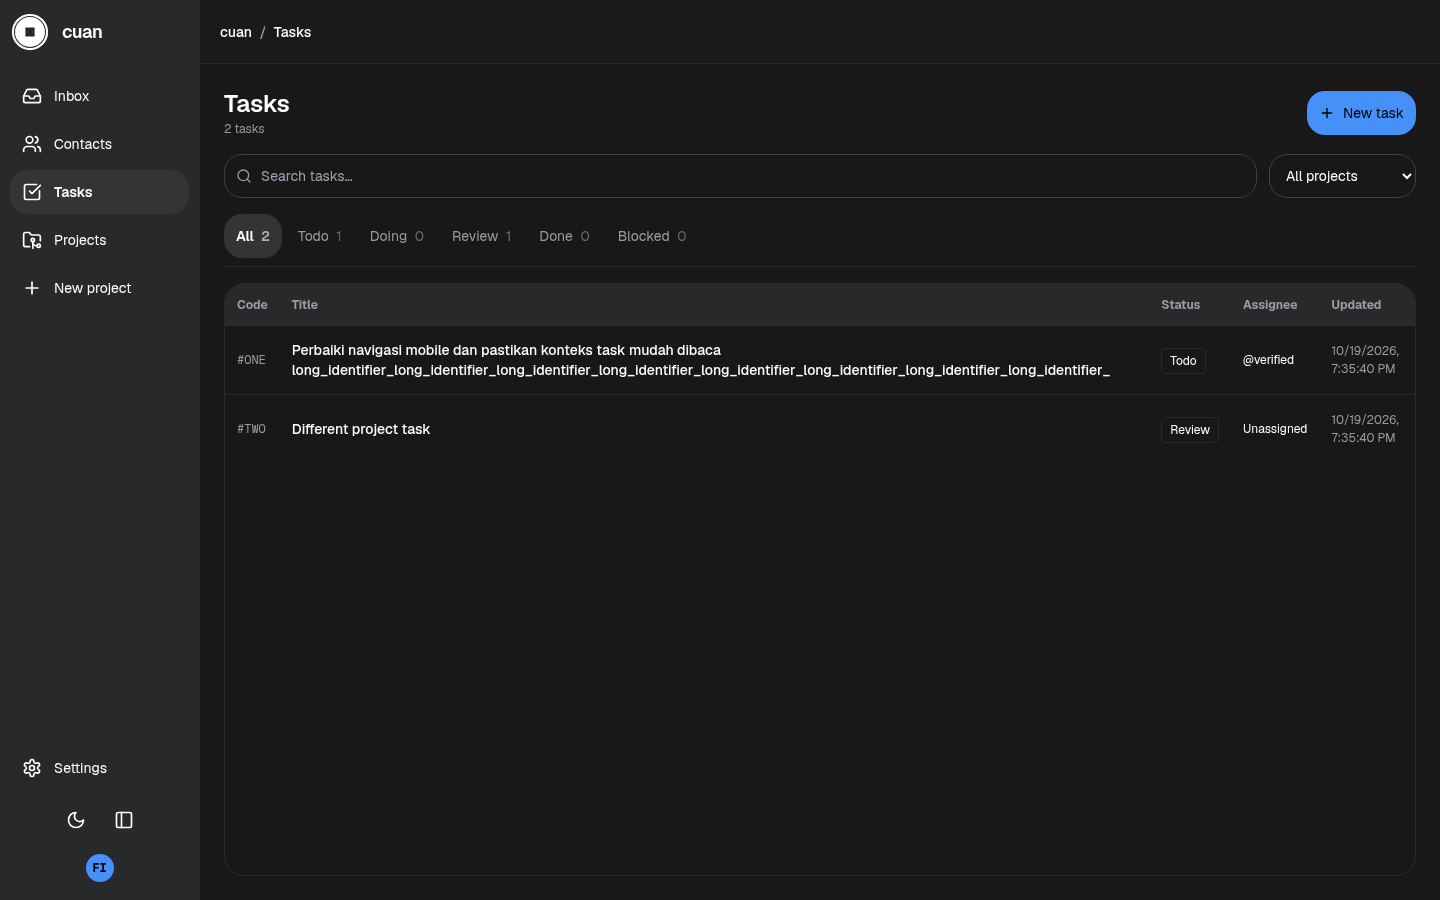 cuan
cuan / Tasks
Inbox
Contacts
Tasks
Projects
New project
Settings
FI
Tasks
2 tasks
New task
Search tasks…
All projects
All 2
Todo 1
Doing 0
Review 1
Done 0
Blocked 0
Code Title Status Assignee Updated
#ONE
Perbaiki navigasi mobile dan pastikan konteks task mudah dibaca
long_identifier_long_identifier_long_identifier_long_identifier_long_identifier_long_identifier_long_identifier_long_identifier_
Todo
@verified
10/19/2026,
7:35:40 PM
#TWO
Different project task
Review
Unassigned
10/19/2026,
7:35:40 PM